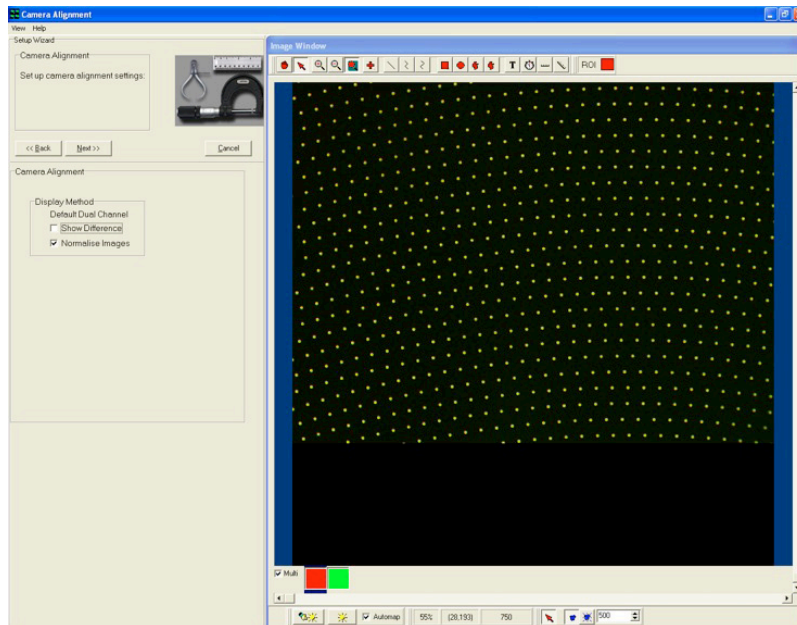 Camera Alignment
View Help
Setup Wizard
Camera Alignment
Set up camera alignment settings:
<< Back
Next >>
Cancel
Camera Alignment
Display Method
Default Dual Channel
Show Difference
Normalise Images
Image Window
T
ROI
Multi
Automap
55%
(28,193)
750
500